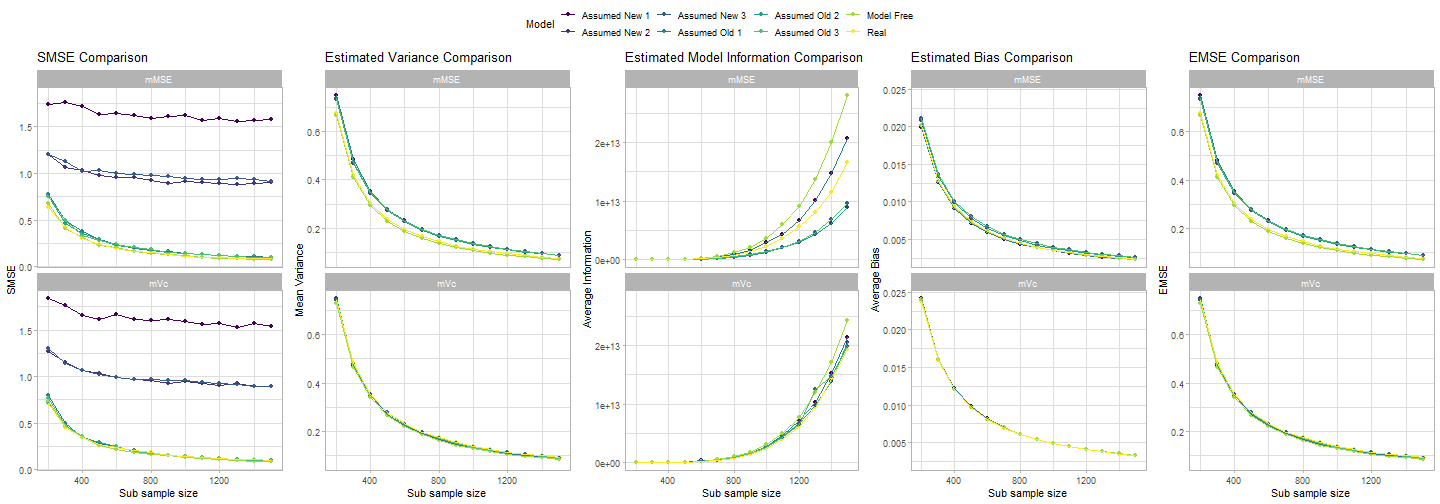 Model
Assumed New 1
Assumed New 3
Assumed Old 2
Model Free
Assumed New 2
Assumed Old 1
Assumed Old 3
Real
SMSE Comparison
mMSE
1.5
1.0
0.5
0.0
mVc
1.5
1.0
0.5
0.0
400
800
1200
Sub sample size
SMSE
Estimated Variance Comparison
mMSE
0.6
0.4
0.2
mVc
0.6
0.4
0.2
400
800
1200
Sub sample size
Mean Variance
Estimated Model Information Comparison
mMSE
2e+13
1e+13
0e+00
mVc
2e+13
1e+13
0e+00
400
800
1200
Sub sample size
Average Information
Estimated Bias Comparison
mMSE
0.025
0.020
0.015
0.010
0.005
mVc
0.025
0.020
0.015
0.010
0.005
400
800
1200
Sub sample size
Average Bias
EMSE Comparison
mMSE
0.6
0.4
0.2
mVc
0.6
0.4
0.2
400
800
1200
Sub sample size
EMSE